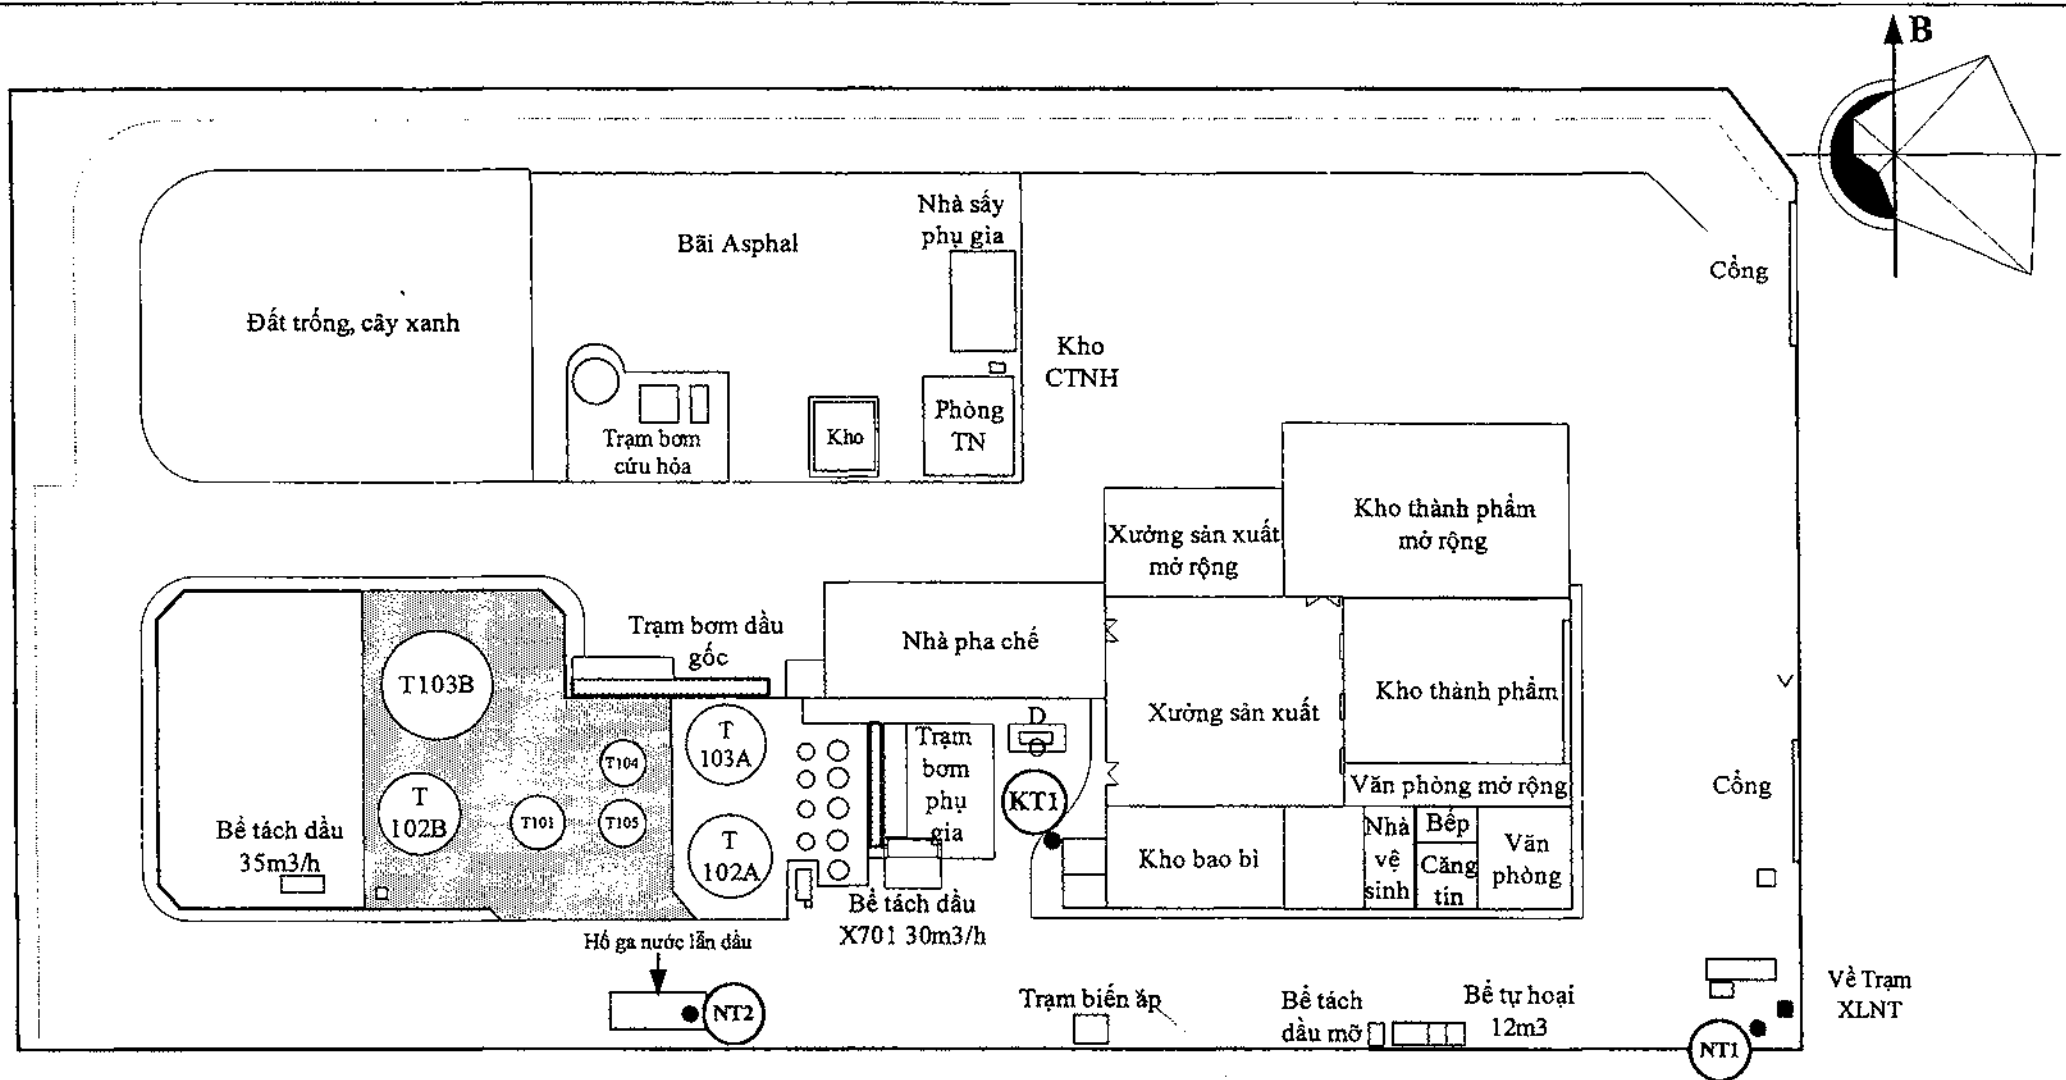 B
Nhà sấy
phụ gia
Bãi Asphal
Cổng
Đất trống, cây xanh
Kho
CTNH
Phòng
TN
Kho
Trạm bơm
cứu hỏa
Kho thành phẩm
mở rộng
Xưởng sản xuất
mở rộng
Trạm bơm dầu
gốc
Nhà pha chế
T103B
Kho thành phẩm
Xưởng sản xuất
D
T
103A
Trạm
bơm
phụ
gia
T104
KT1
Văn phòng mở rộng
Cổng
T
102B
T101
T105
Bể tách dầu
35m3/h
T
102A
Kho bao bì
Nhà
vệ
sinh
Bếp
Căng
tín
Văn
phòng
Bể tách dầu
X701 30m3/h
Hố ga nước lẫn dầu
NT2
Trạm biến ăp
Bể tách
dầu mỡ
Bể tự hoại
12m3
Về Trạm
XLNT
NT1